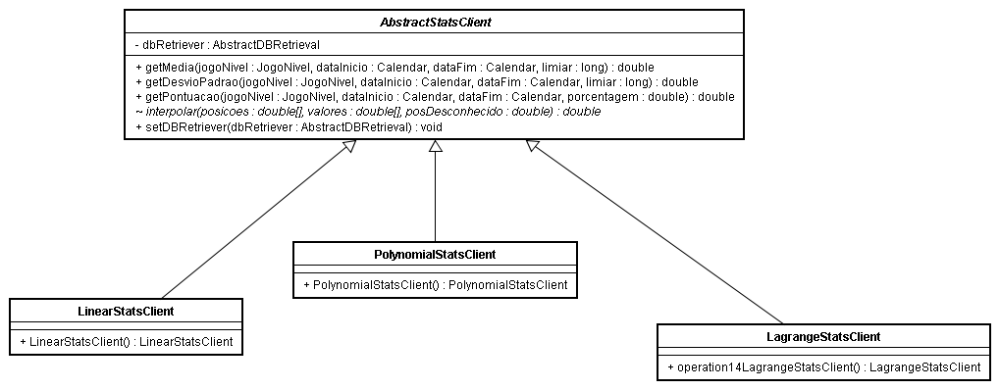 AbstractStatsClient
- dbRetriever : AbstractDBRetrieval
+ getMedia(jogoNivel : JogoNivel, dataInicio : Calendar, dataFim : Calendar, limiar : long) : double
+ getDesvioPadrao(jogoNivel : JogoNivel, dataInicio : Calendar, dataFim : Calendar, limiar : long) : double
+ getPontuacao(jogoNivel : JogoNivel, dataInicio : Calendar, dataFim : Calendar, porcentagem : double) : double
~ interpolar(posicoes : double[], valores : double[], posDesconhecido : double) : double
+ setDBRetriever(dbRetriever : AbstractDBRetrieval) : void
PolynomialStatsClient
+ PolynomialStatsClient() : PolynomialStatsClient
LinearStatsClient
+ LinearStatsClient() : LinearStatsClient
LagrangeStatsClient
+ operation14LagrangeStatsClient() : LagrangeStatsClient